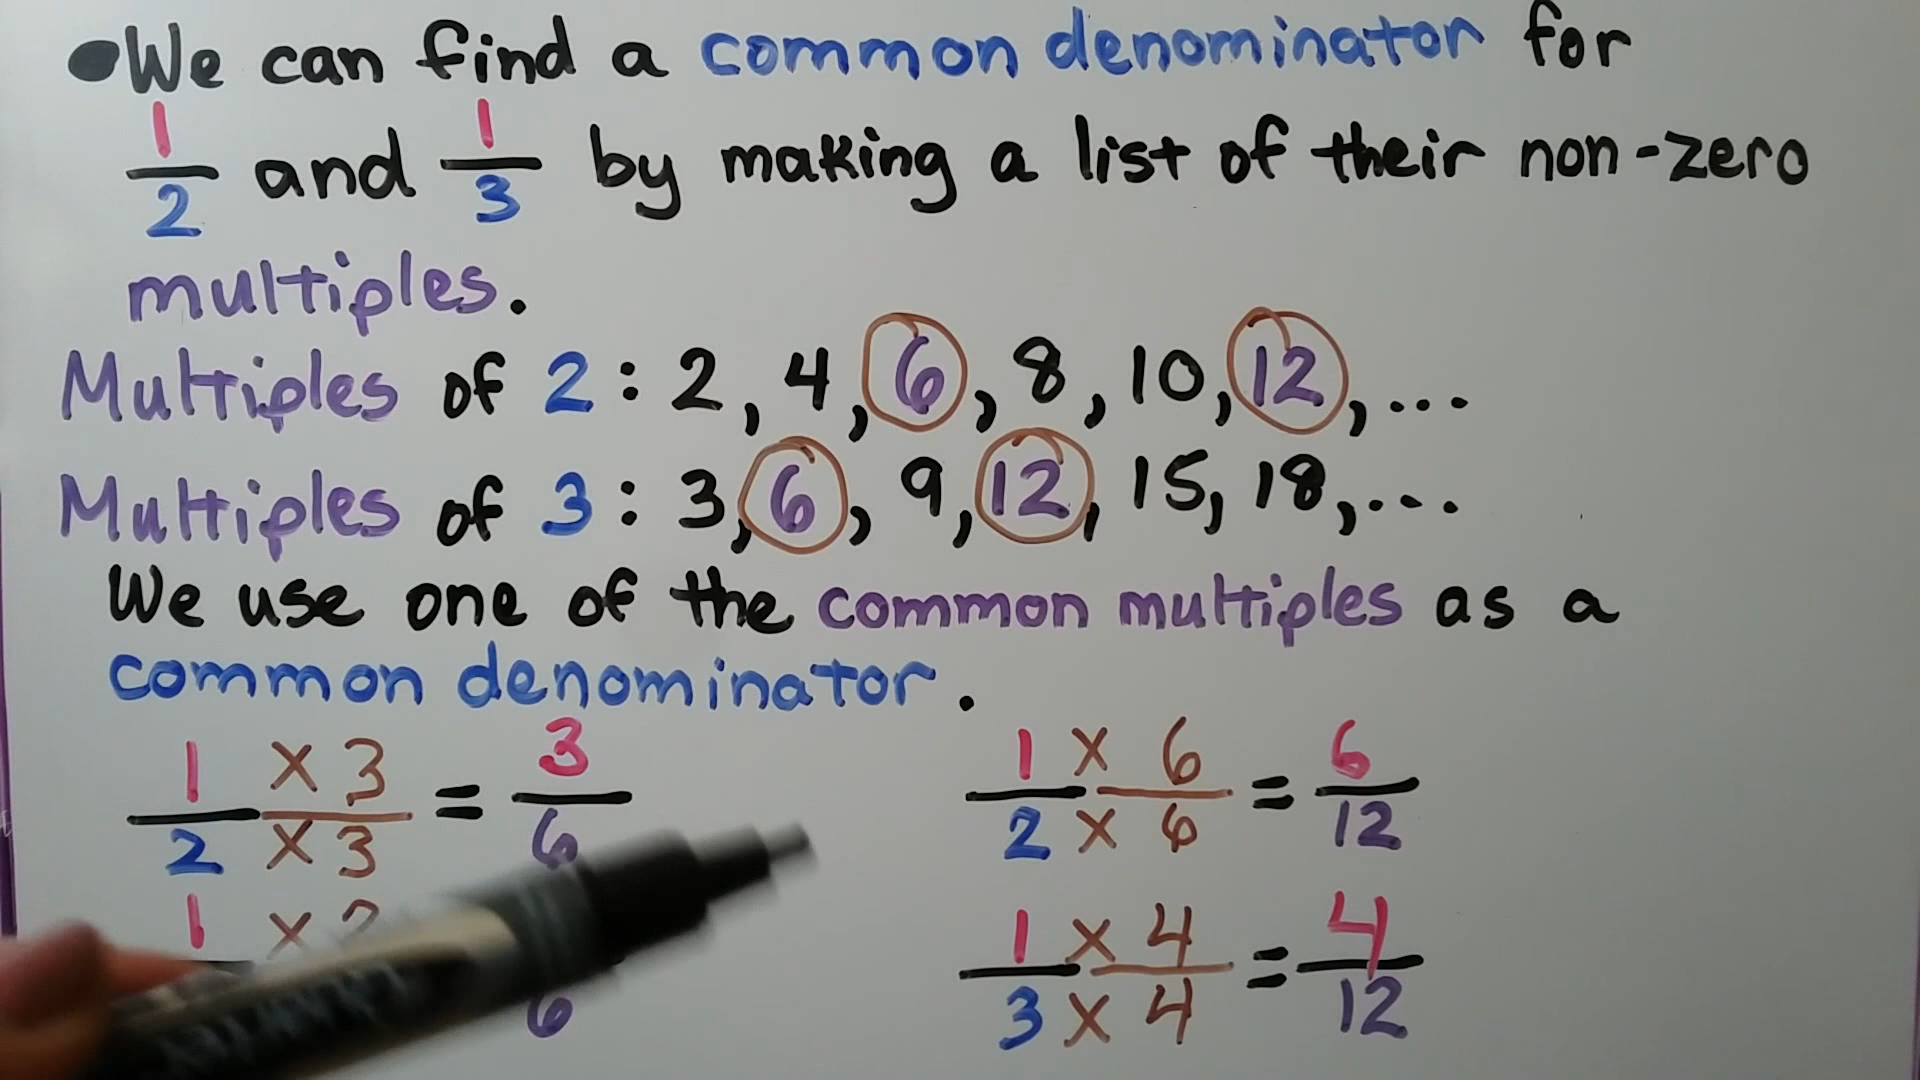 •We can find a common denominator for
1/2 and 1/3 by making a list of their non-zero
multiples.
Multiples of 2: 2, 4, 6, 8, 10, 12, ...
Multiples of 3: 3, 6, 9, 12, 15, 18, ...
We use one of the common multiples as a
common denominator.
1 × 3 = 3
2 × 3 6
1 ×
6
1 × 6 = 6
2 × 6 12
1 × 4 = 4
3 × 4 12